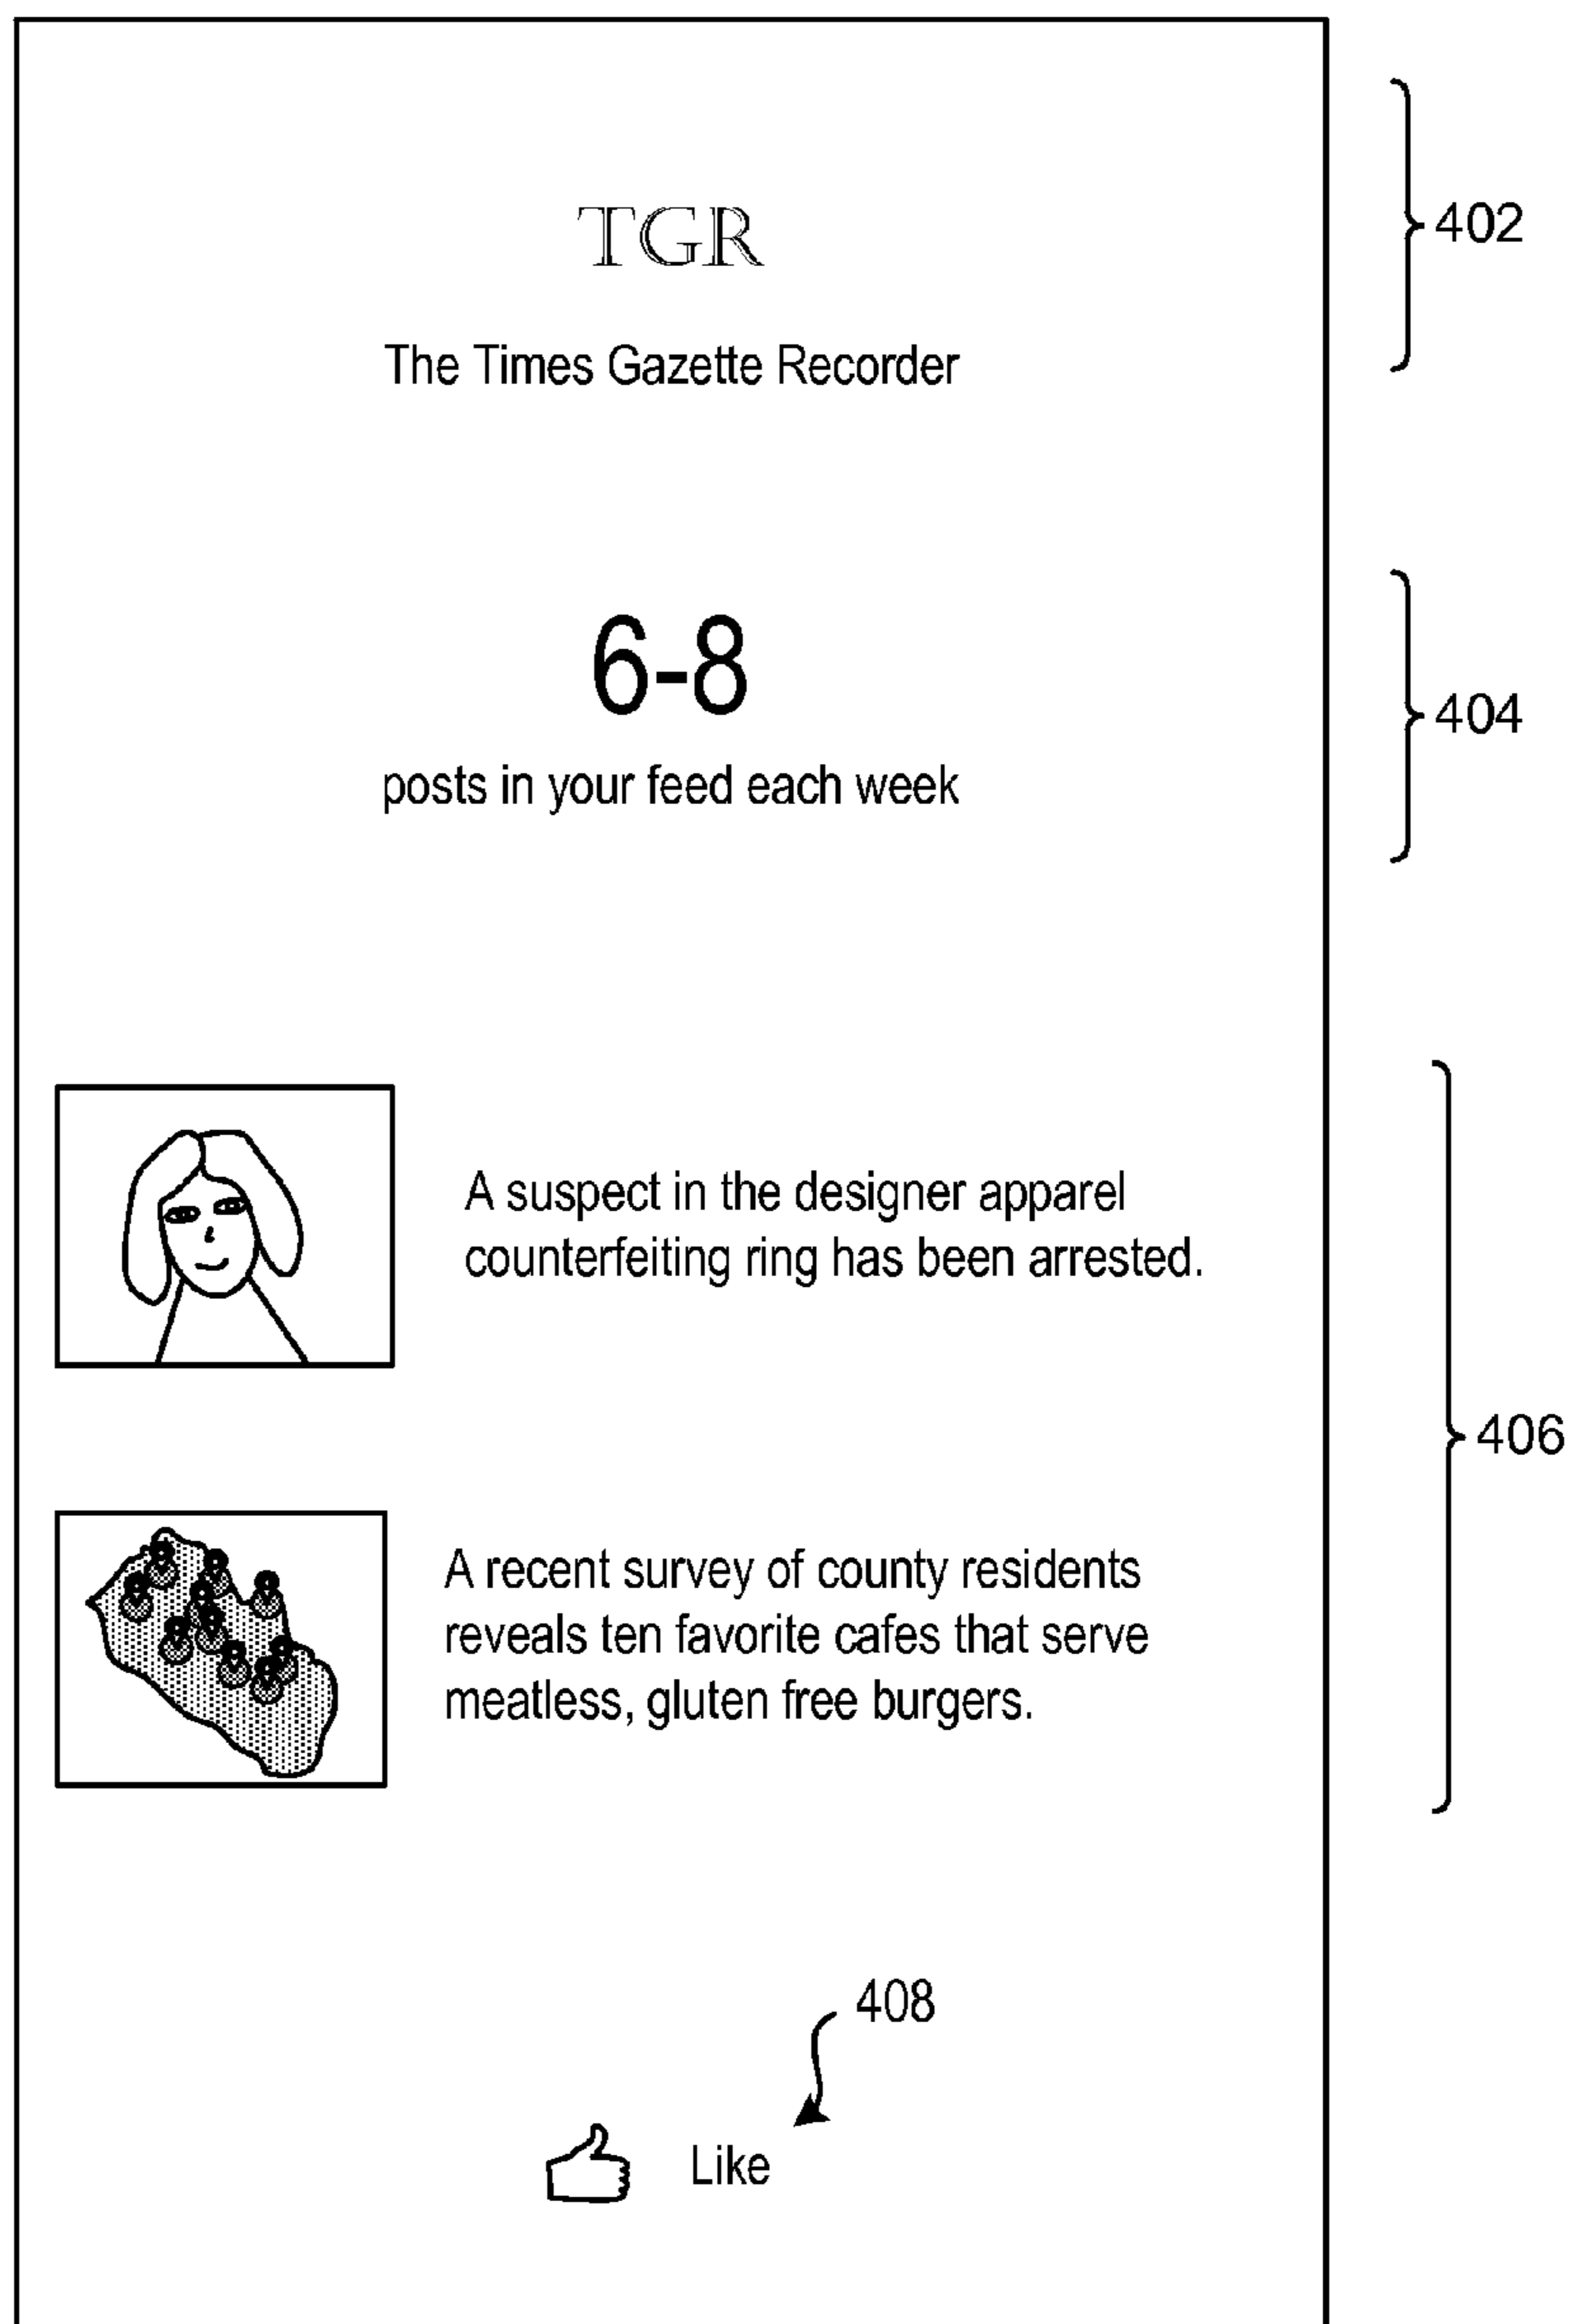 TGR
402
The Times Gazette Recorder
6-8
404
posts in your feed each week
A suspect in the designer apparel
counterfeiting ring has been arrested.
406
A recent survey of county residents
reveals ten favorite cafes that serve
meatless, gluten free burgers.
408
Like